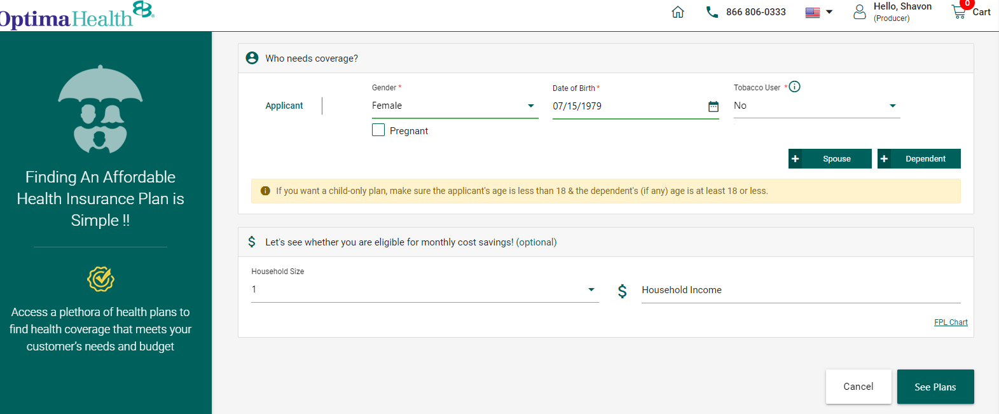 OptimaHealth
866 806-0333
Hello, Shavon
(Producer)
0
Cart
Finding An Affordable
Health Insurance Plan is
Simple !!
Access a plethora of health plans to
find health coverage that meets your
customer's needs and budget
Who needs coverage?
Applicant
Gender *
Female
Pregnant
Date of Birth *
07/15/1979
Tobacco User *
No
+ Spouse
+ Dependent
If you want a child-only plan, make sure the applicant's age is less than 18 & the dependent's (if any) age is at least 18 or less.
$ Let's see whether you are eligible for monthly cost savings! (optional)
Household Size
1
$ Household Income
FPL Chart
Cancel
See Plans